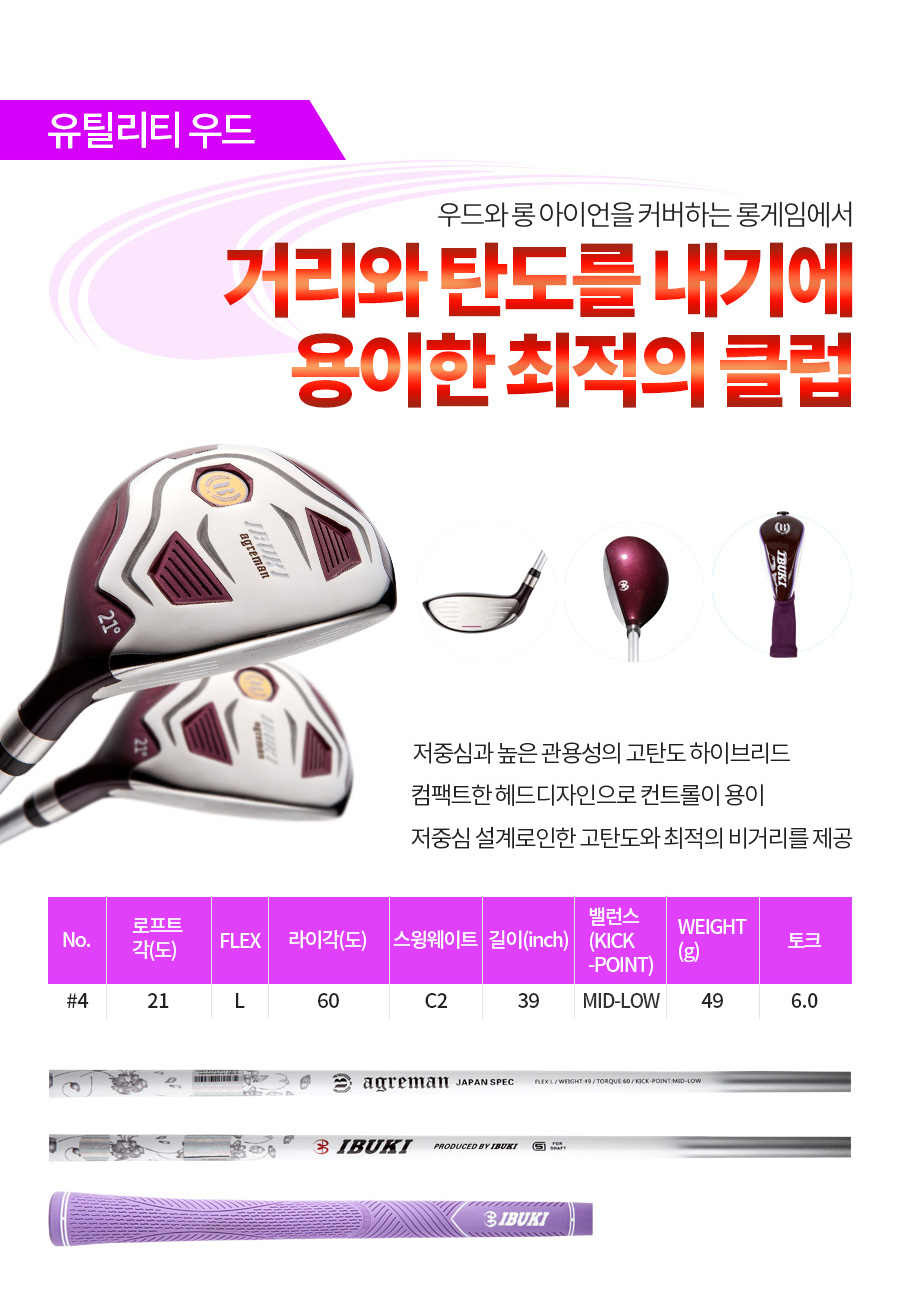 유틸리티 우드
우드와 롱 아이언을 커버하는 롱게임에서
거리와 탄도를 내기에
용이한 최적의 클럽
IBUKI
agreman
21°
IBUKI
agreman
21°
IBUKI
저중심과 높은 관용성의 고탄도 하이브리드
컴팩트한 헤드디자인으로 컨트롤이 용이
저중심 설계로인한 고탄도와 최적의 비거리를 제공
No. 로프트 각(도) FLEX 라이각(도) 스윙웨이트 길이(inch) 밸런스 (KICK -POINT) WEIGHT (g) 토크
#4 21 L 60 C2 39 MID-LOW 49 6.0
agreman JAPAN SPEC FLEX:L / WEIGHT:49 / TORQUE.60 / KICK-POINT:MID-LOW
IBUKI PRODUCED BY IBUKI S FOR SHAFT
IBUKI